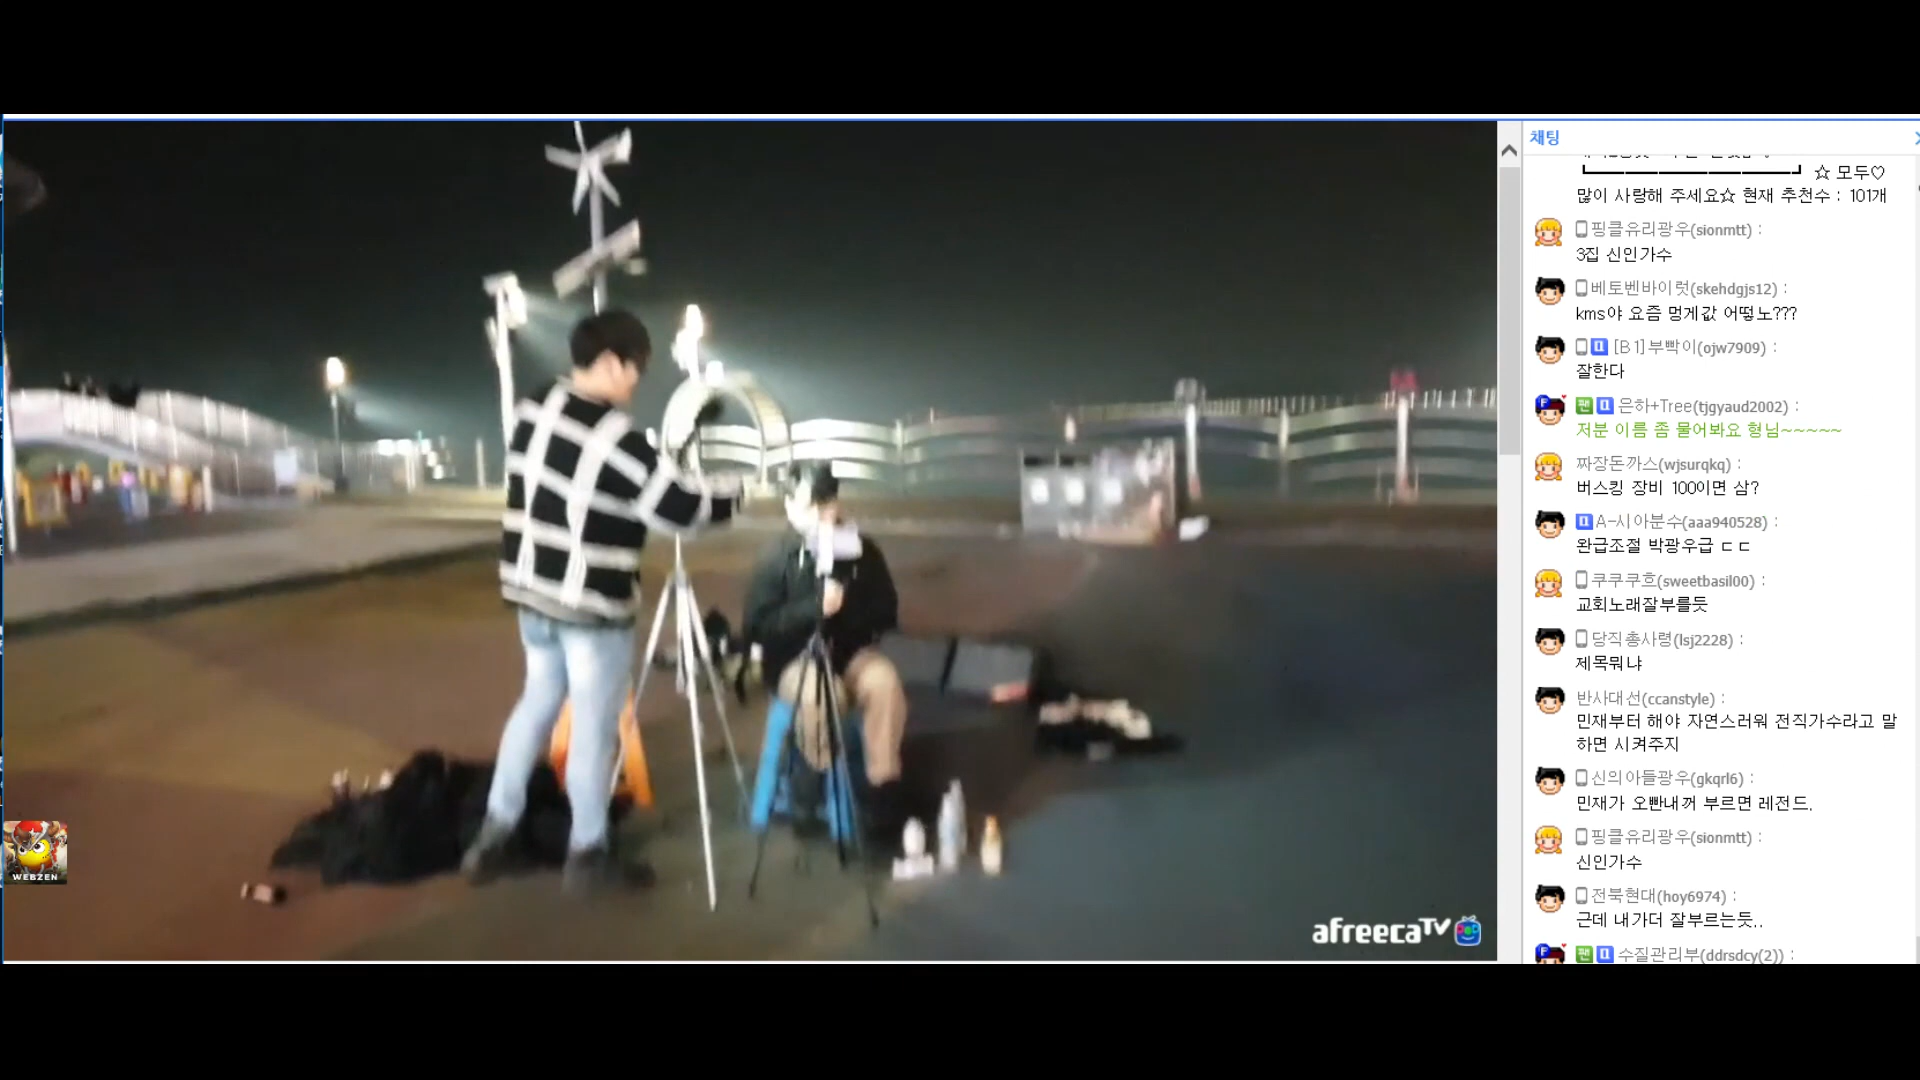 채팅
☆ 모두♡
많이 사랑해 주세요☆ 현재 추천수 : 101개
핑클유리광우(sionmtt) :
3집 신인가수
베토벤바이럿(skehdgjs12) :
kms야 요즘 멍게값 어떻노???
[B1]부빡이(ojw7909) :
잘한다
팬 은하+Tree(tjgyaud2002) :
저분 이름 좀 물어봐요 형님~~~~~
짜장돈까스(wjsurqkq) :
버스킹 장비 100이면 삼?
A-시아분수(aaa940528) :
완급조절 박광우급 ㄷㄷ
쿠쿠쿠흐(sweetbasil00) :
교회노래잘부를듯
당직총사령(lsj2228) :
제목뭐냐
반사대선(ccanstyle) :
민재부터 해야 자연스러워 전직가수라고 말
하면 시켜주지
신의아들광우(gkqrl6) :
민재가 오빤내꺼 부르면 레전드.
핑클유리광우(sionmtt) :
신인가수
전북현대(hoy6974) :
근데 내가더 잘부르는듯..
팬 수질관리부(ddrsdcy(2)) :
WEBZEN
afreecaTV